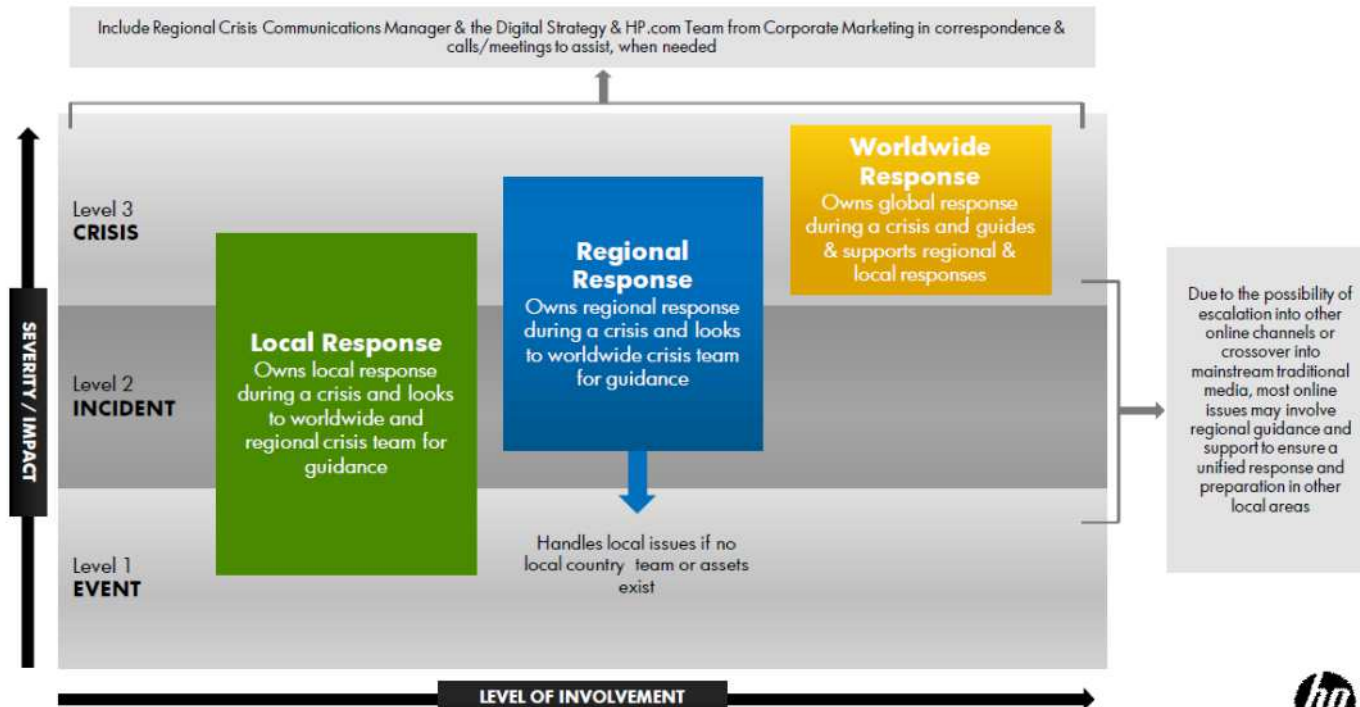 Include Regional Crisis Communications Manager & the Digital Strategy & HP.com Team from Corporate Marketing in correspondence &
calls/meetings to assist, when needed
SEVERITY / IMPACT
Level 3
CRISIS
Level 2
INCIDENT
Level 1
EVENT
Local Response
Owns local response
during a crisis and looks
to worldwide and
regional crisis team for
guidance
Regional
Response
Owns regional response
during a crisis and looks
to worldwide crisis team
for guidance
Handles local issues if no
local country team or assets
exist
Worldwide
Response
Owns global response
during a crisis and guides
& supports regional &
local responses
Due to the possibility of
escalation into other
online channels or
crossover into
mainstream traditional
media, most online
issues may involve
regional guidance and
support to ensure a
unified response and
preparation in other
local areas
LEVEL OF INVOLVEMENT
hp